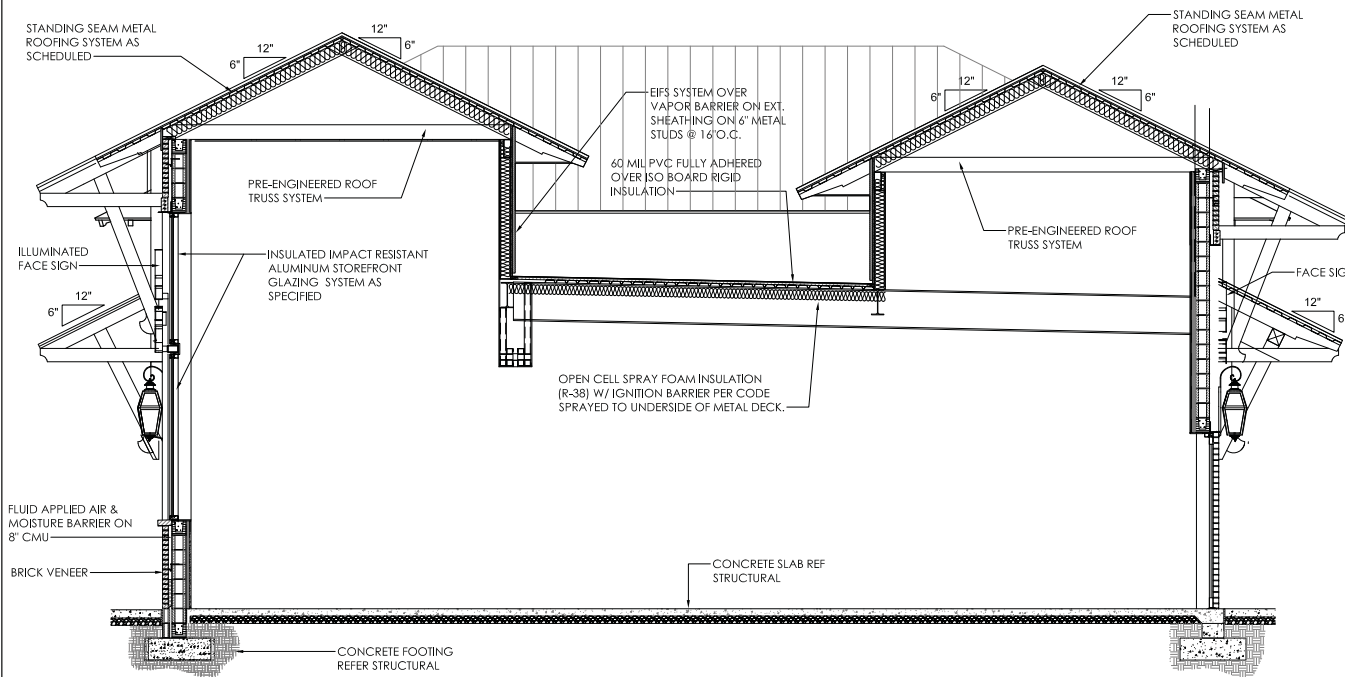 STANDING SEAM METAL
ROOFING SYSTEM AS
SCHEDULED
12"
6"
12"
6"
STANDING SEAM METAL
ROOFING SYSTEM AS
SCHEDULED
12"
6"
12"
6"
EIFS SYSTEM OVER
VAPOR BARRIER ON EXT.
SHEATHING ON 6" METAL
STUDS @ 16"O.C.
60 MIL PVC FULLY ADHERED
OVER ISO BOARD RIGID
INSULATION
PRE-ENGINEERED ROOF
TRUSS SYSTEM
PRE-ENGINEERED ROOF
TRUSS SYSTEM
ILLUMINATED
FACE SIGN
INSULATED IMPACT RESISTANT
ALUMINUM STOREFRONT
GLAZING SYSTEM AS
SPECIFIED
FACE SIG
12"
6"
12"
6
OPEN CELL SPRAY FOAM INSULATION
(R-38) W/ IGNITION BARRIER PER CODE
SPRAYED TO UNDERSIDE OF METAL DECK.
FLUID APPLIED AIR &
MOISTURE BARRIER ON
8" CMU
BRICK VENEER
CONCRETE SLAB REF
STRUCTURAL
CONCRETE FOOTING
REFER STRUCTURAL